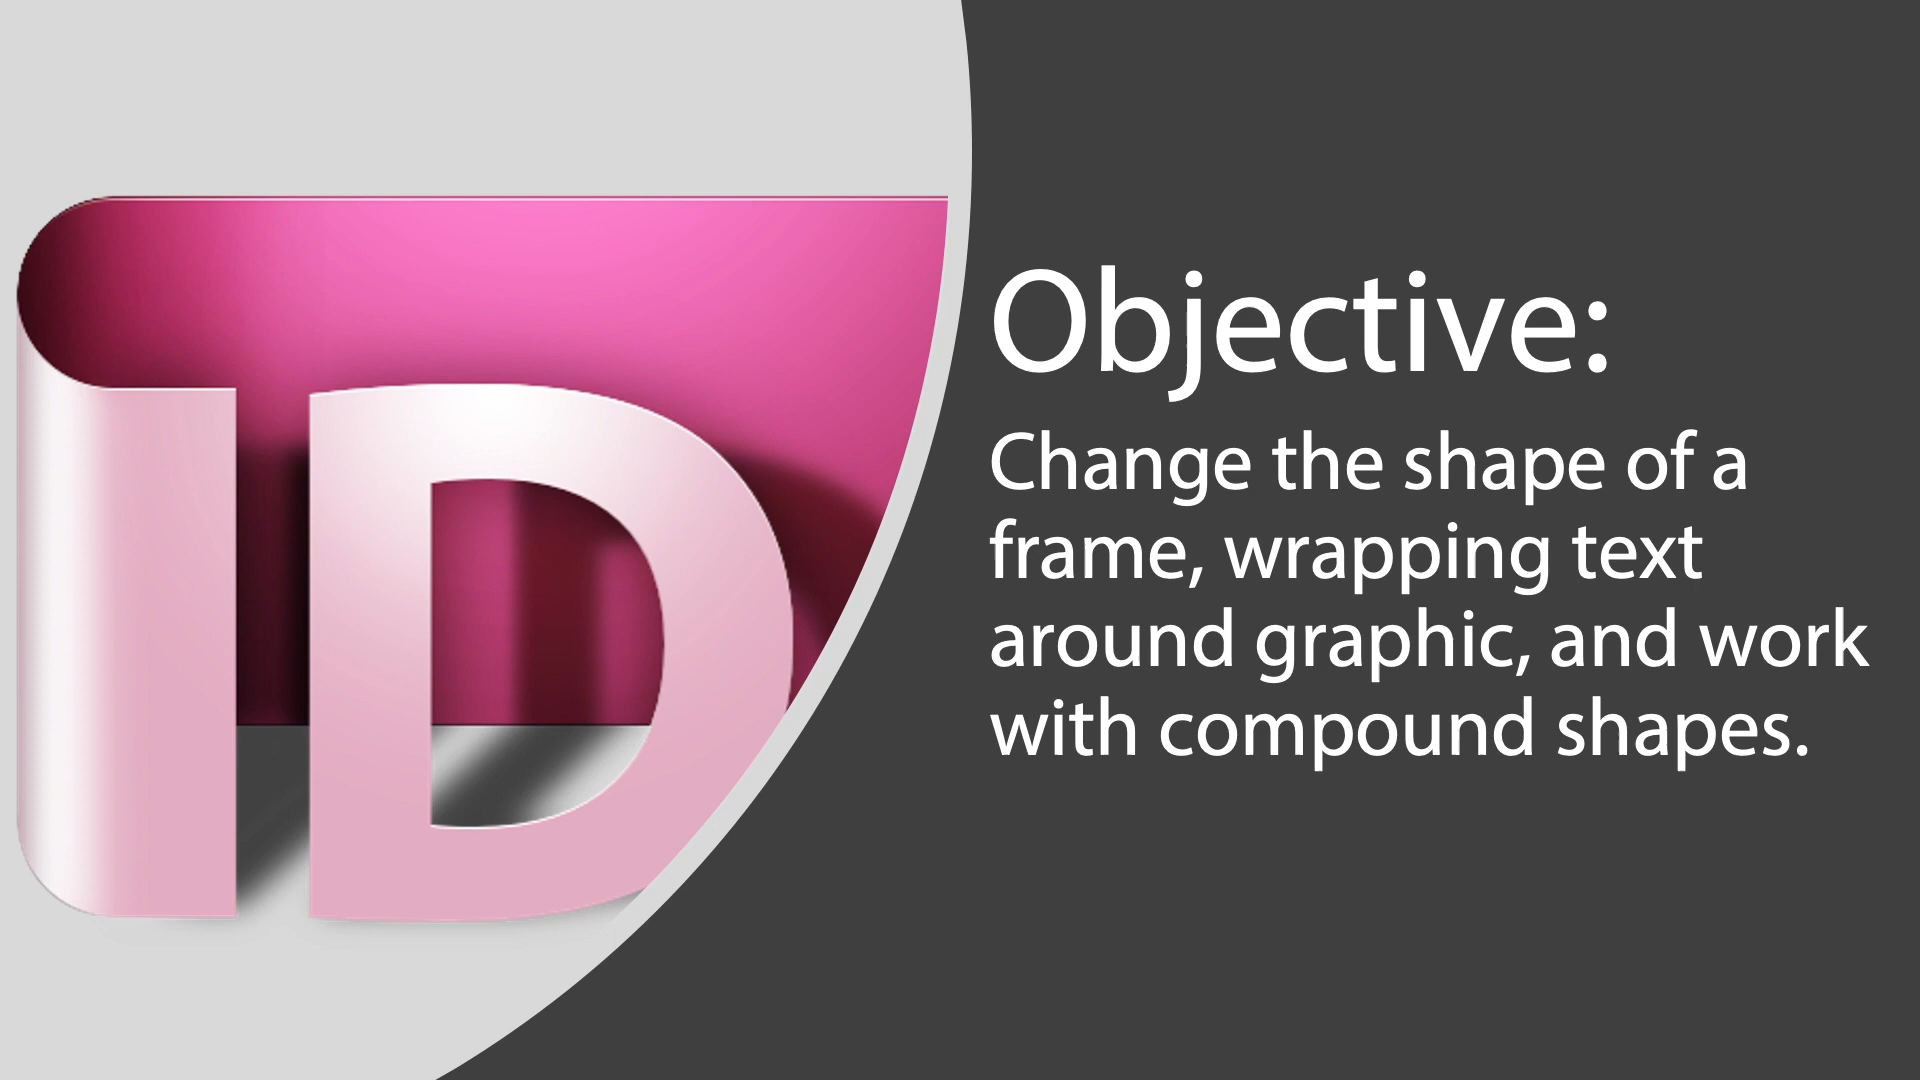 ID
Objective:
Change the shape of a
frame, wrapping text
around graphic, and work
with compound shapes.